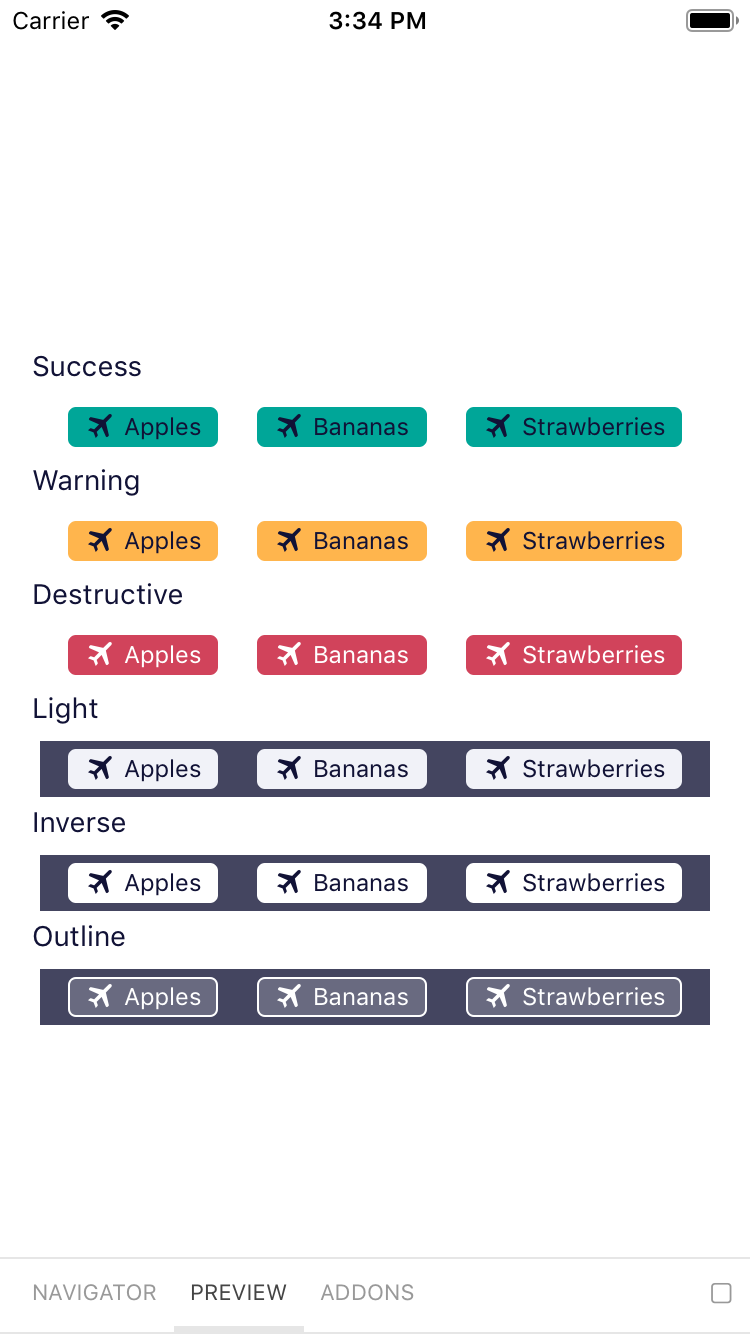 Carrier 3:34 PM
Success
Apples Bananas Strawberries
Warning
Apples Bananas Strawberries
Destructive
Apples Bananas Strawberries
Light
Apples Bananas Strawberries
Inverse
Apples Bananas Strawberries
Outline
Apples Bananas Strawberries
NAVIGATOR PREVIEW ADDONS